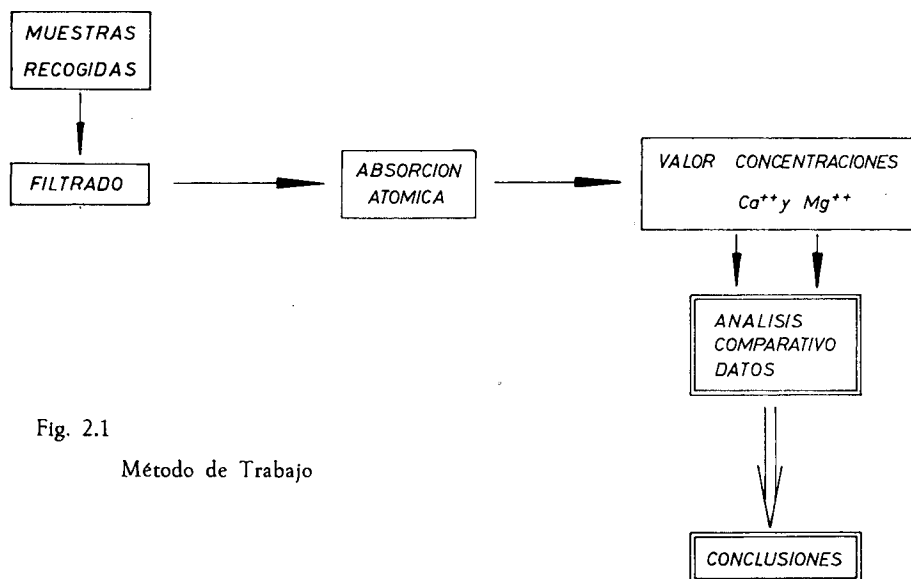 MUESTRAS
RECOGIDAS
FILTRADO
ABSORCION
ATOMICA
VALOR CONCENTRACIONES
Ca++ y Mg++
ANALISIS
COMPARATIVO
DATOS
CONCLUSIONES
Fig. 2.1
Método de Trabajo